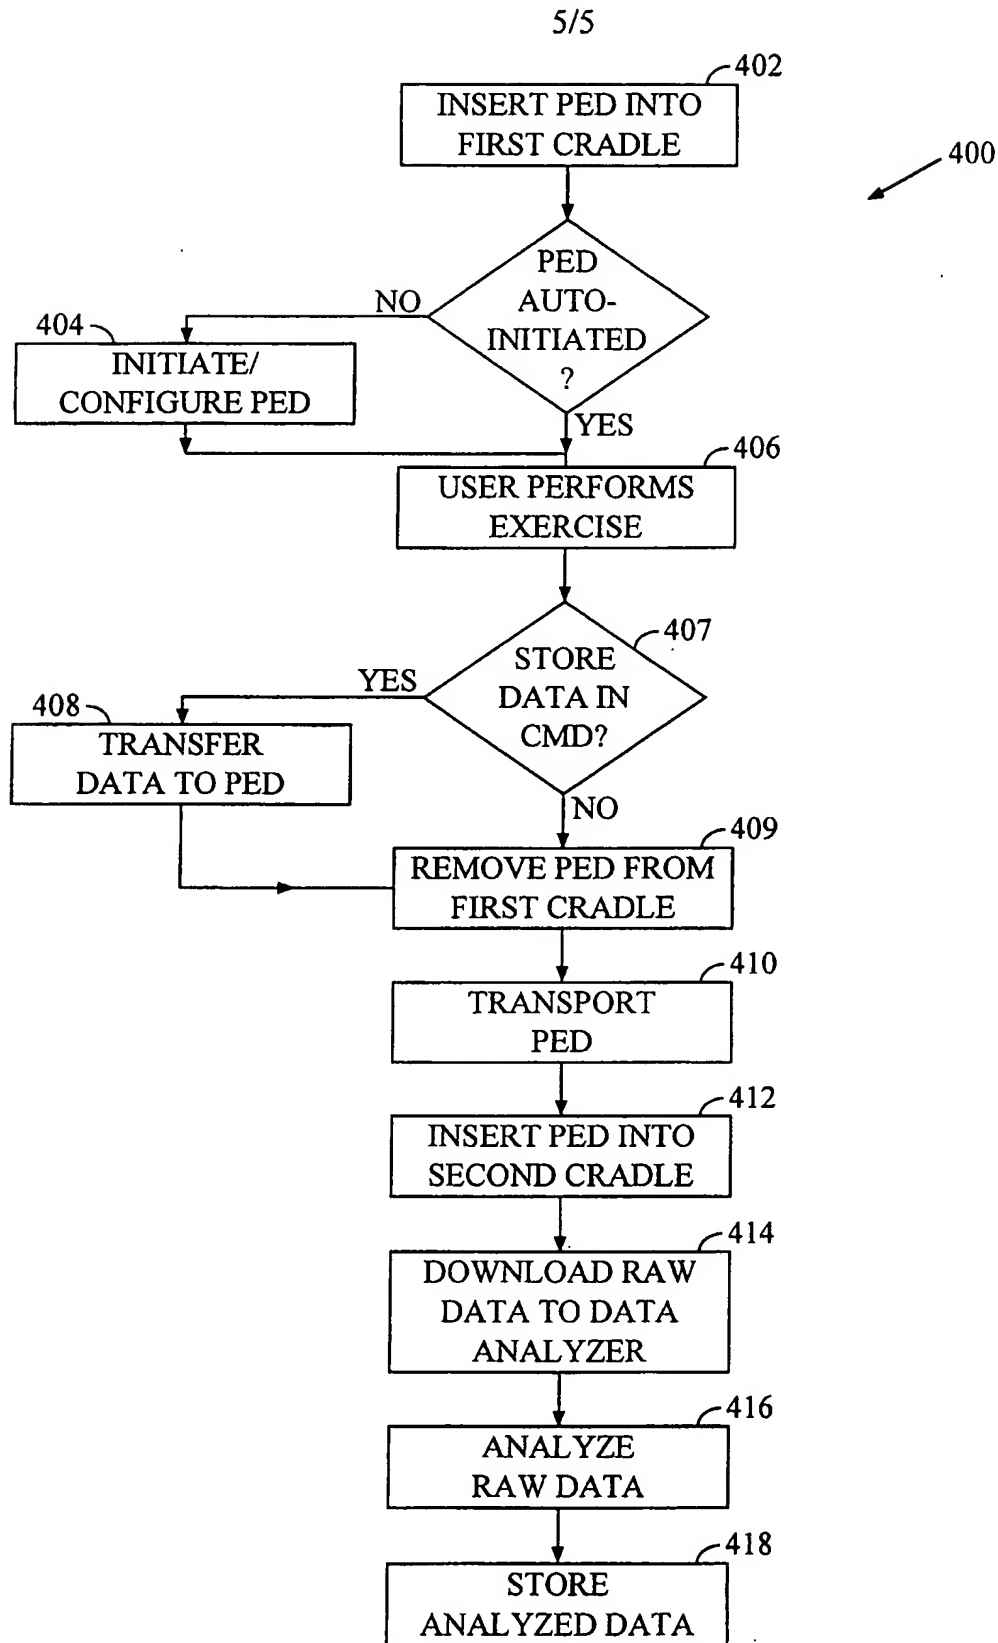 5/5
402
INSERT PED INTO
FIRST CRADLE
400
PED
AUTO-
INITIATED
?
NO
404
INITIATE/
CONFIGURE PED
YES
406
USER PERFORMS
EXERCISE
407
STORE
DATA IN
CMD?
YES
408
TRANSFER
DATA TO PED
NO
409
REMOVE PED FROM
FIRST CRADLE
410
TRANSPORT
PED
412
INSERT PED INTO
SECOND CRADLE
414
DOWNLOAD RAW
DATA TO DATA
ANALYZER
416
ANALYZE
RAW DATA
418
STORE
ANALYZED DATA